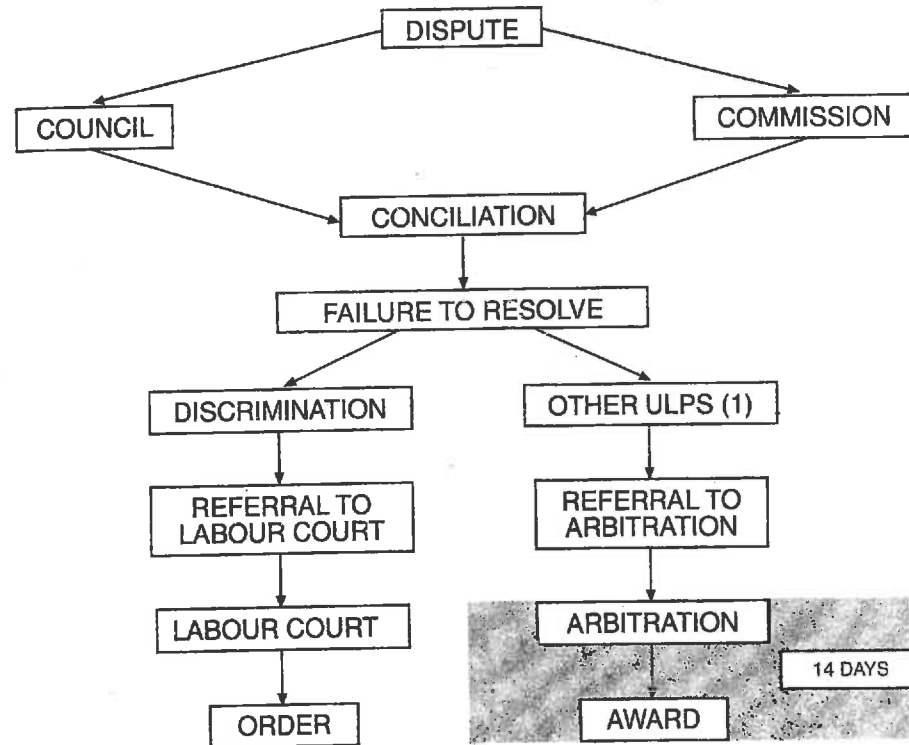 DISPUTE
COUNCIL
COMMISSION
CONCILIATION
FAILURE TO RESOLVE
DISCRIMINATION
OTHER ULPS (1)
REFERRAL TO
LABOUR COURT
REFERRAL TO
ARBITRATION
LABOUR COURT
ARBITRATION
14 DAYS
ORDER
AWARD